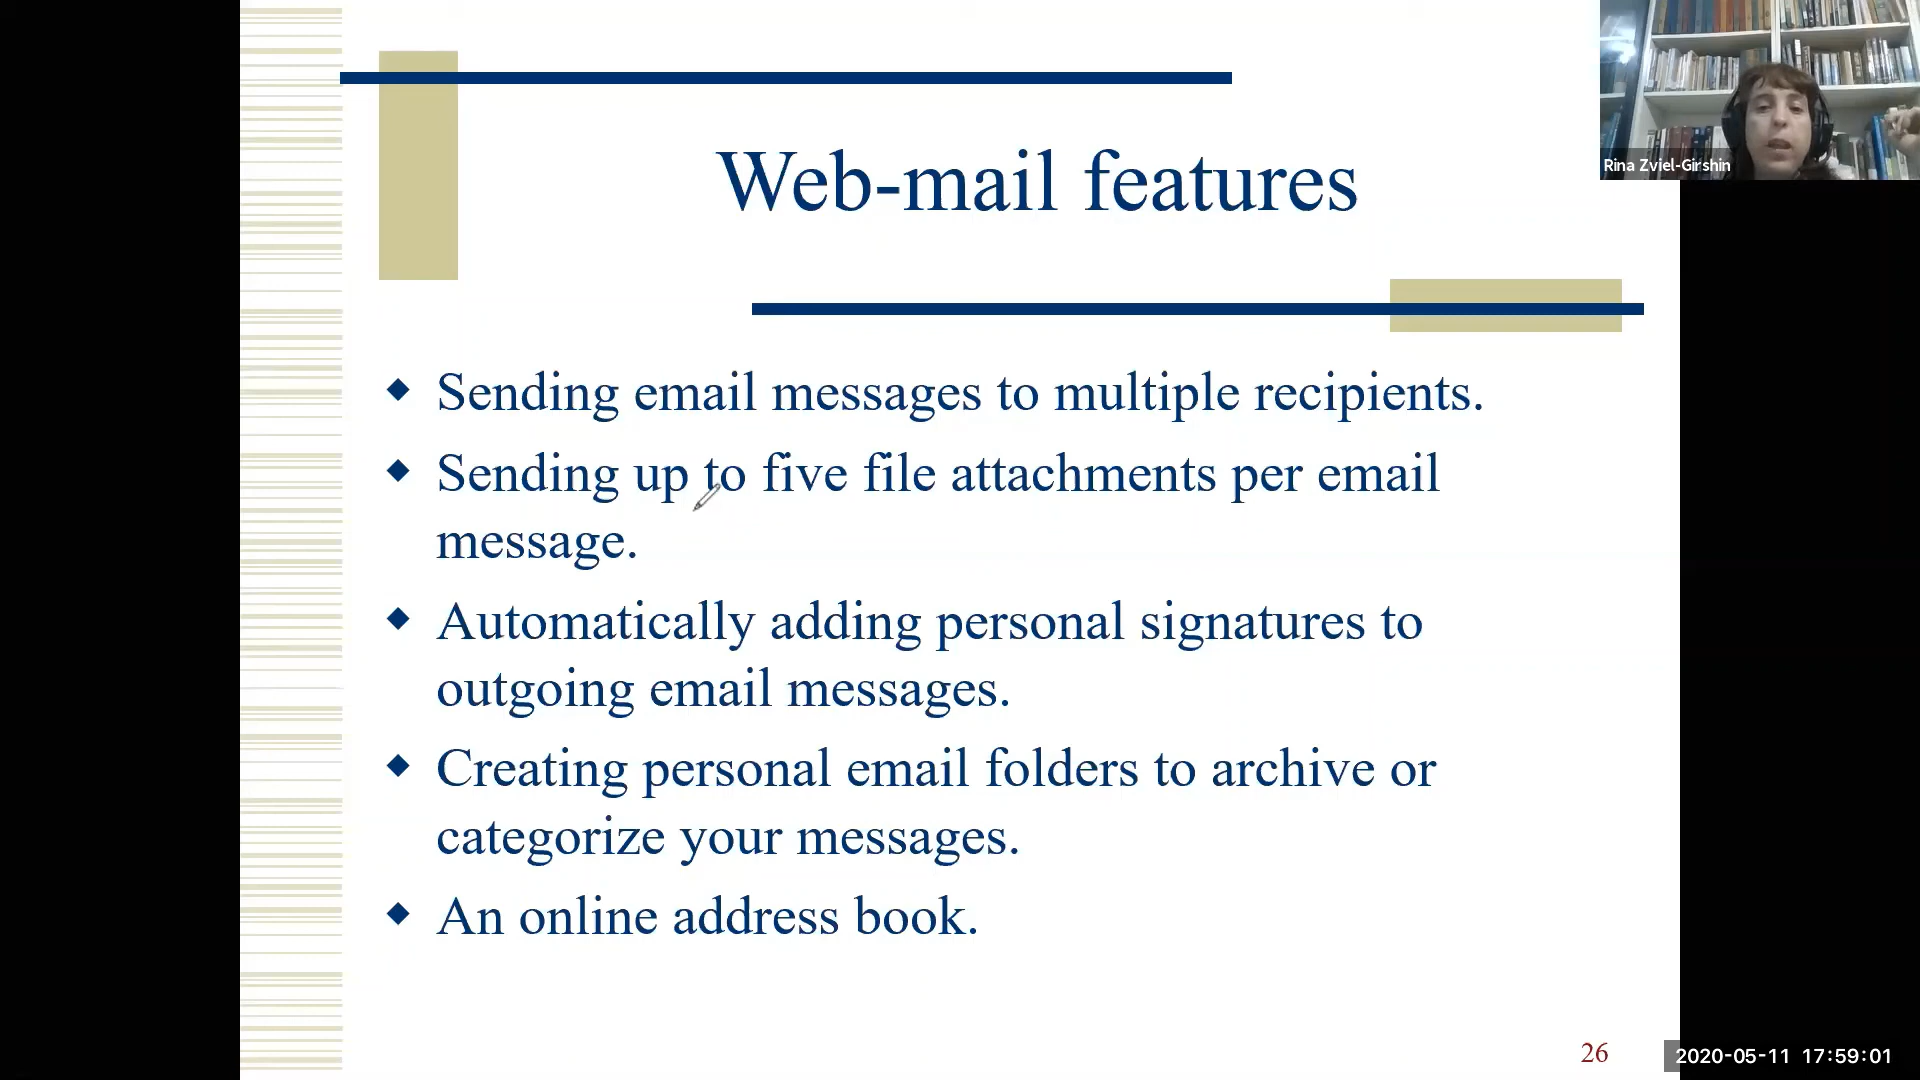 Web-mail features
Rina Zviel-Girshin
Sending email messages to multiple recipients.
Sending up to five file attachments per email
message.
Automatically adding personal signatures to
outgoing email messages.
Creating personal email folders to archive or
categorize your messages.
An online address book.
26
2020-05-11 17:59:01